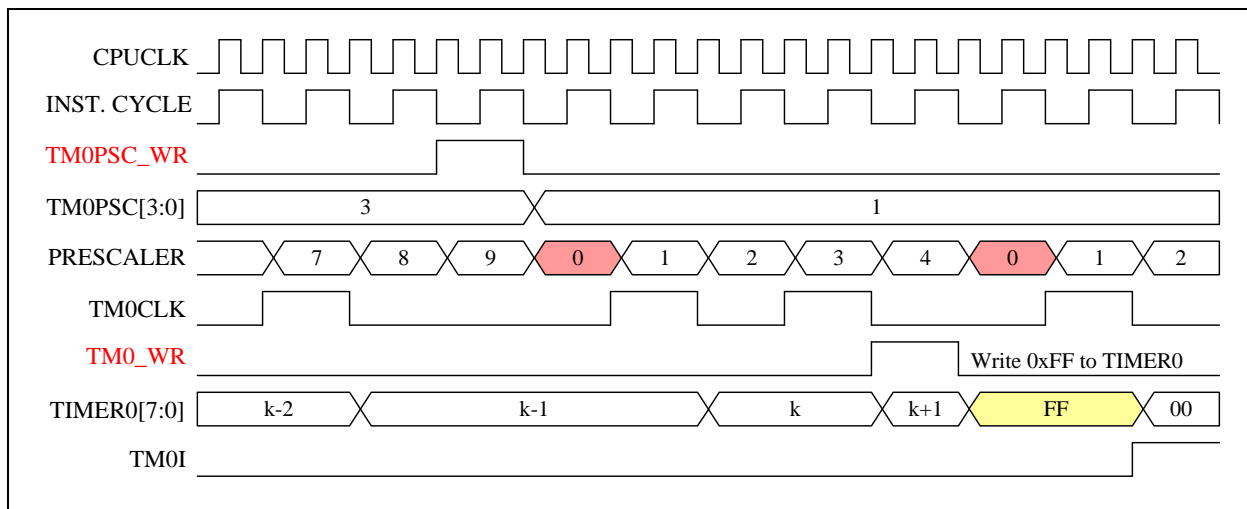 CPUCLK
INST. CYCLE
TM0PSC_WR
TM0PSC[3:0] 3 1
PRESCALER 7 8 9 0 1 2 3 4 0 1 2
TM0CLK
TM0_WR Write 0xFF to TIMER0
TIMER0[7:0] k-2 k-1 k k+1 FF 00
TM0I